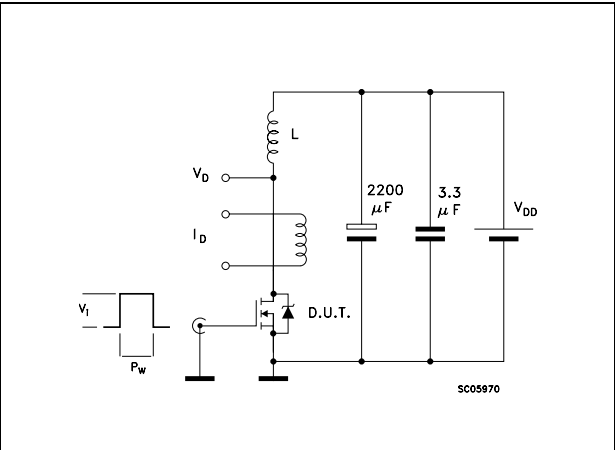 L
V_D
2200
μF
3.3
μF
V_DD
I_D
V_i
P_W
D.U.T.
SC05970